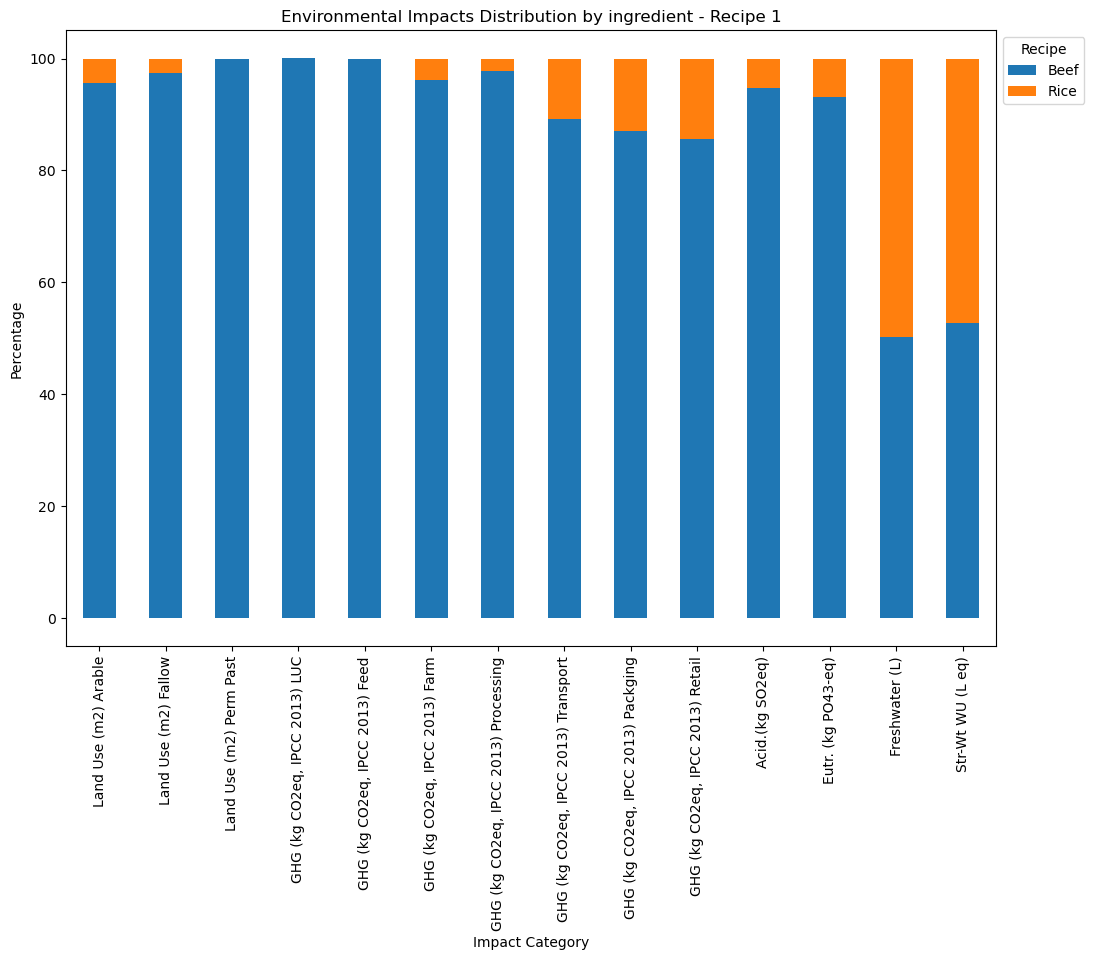 Environmental Impacts Distribution by ingredient - Recipe 1
Recipe
Beef
Rice
Percentage
100
80
60
40
20
0
Land Use (m2) Arable
Land Use (m2) Fallow
Land Use (m2) Perm Past
GHG (kg CO2eq, IPCC 2013) LUC
GHG (kg CO2eq, IPCC 2013) Feed
GHG (kg CO2eq, IPCC 2013) Farm
GHG (kg CO2eq, IPCC 2013) Processing
GHG (kg CO2eq, IPCC 2013) Transport
GHG (kg CO2eq, IPCC 2013) Packging
GHG (kg CO2eq, IPCC 2013) Retail
Acid.(kg SO2eq)
Eutr. (kg PO43-eq)
Freshwater (L)
Str-Wt WU (L eq)
Impact Category